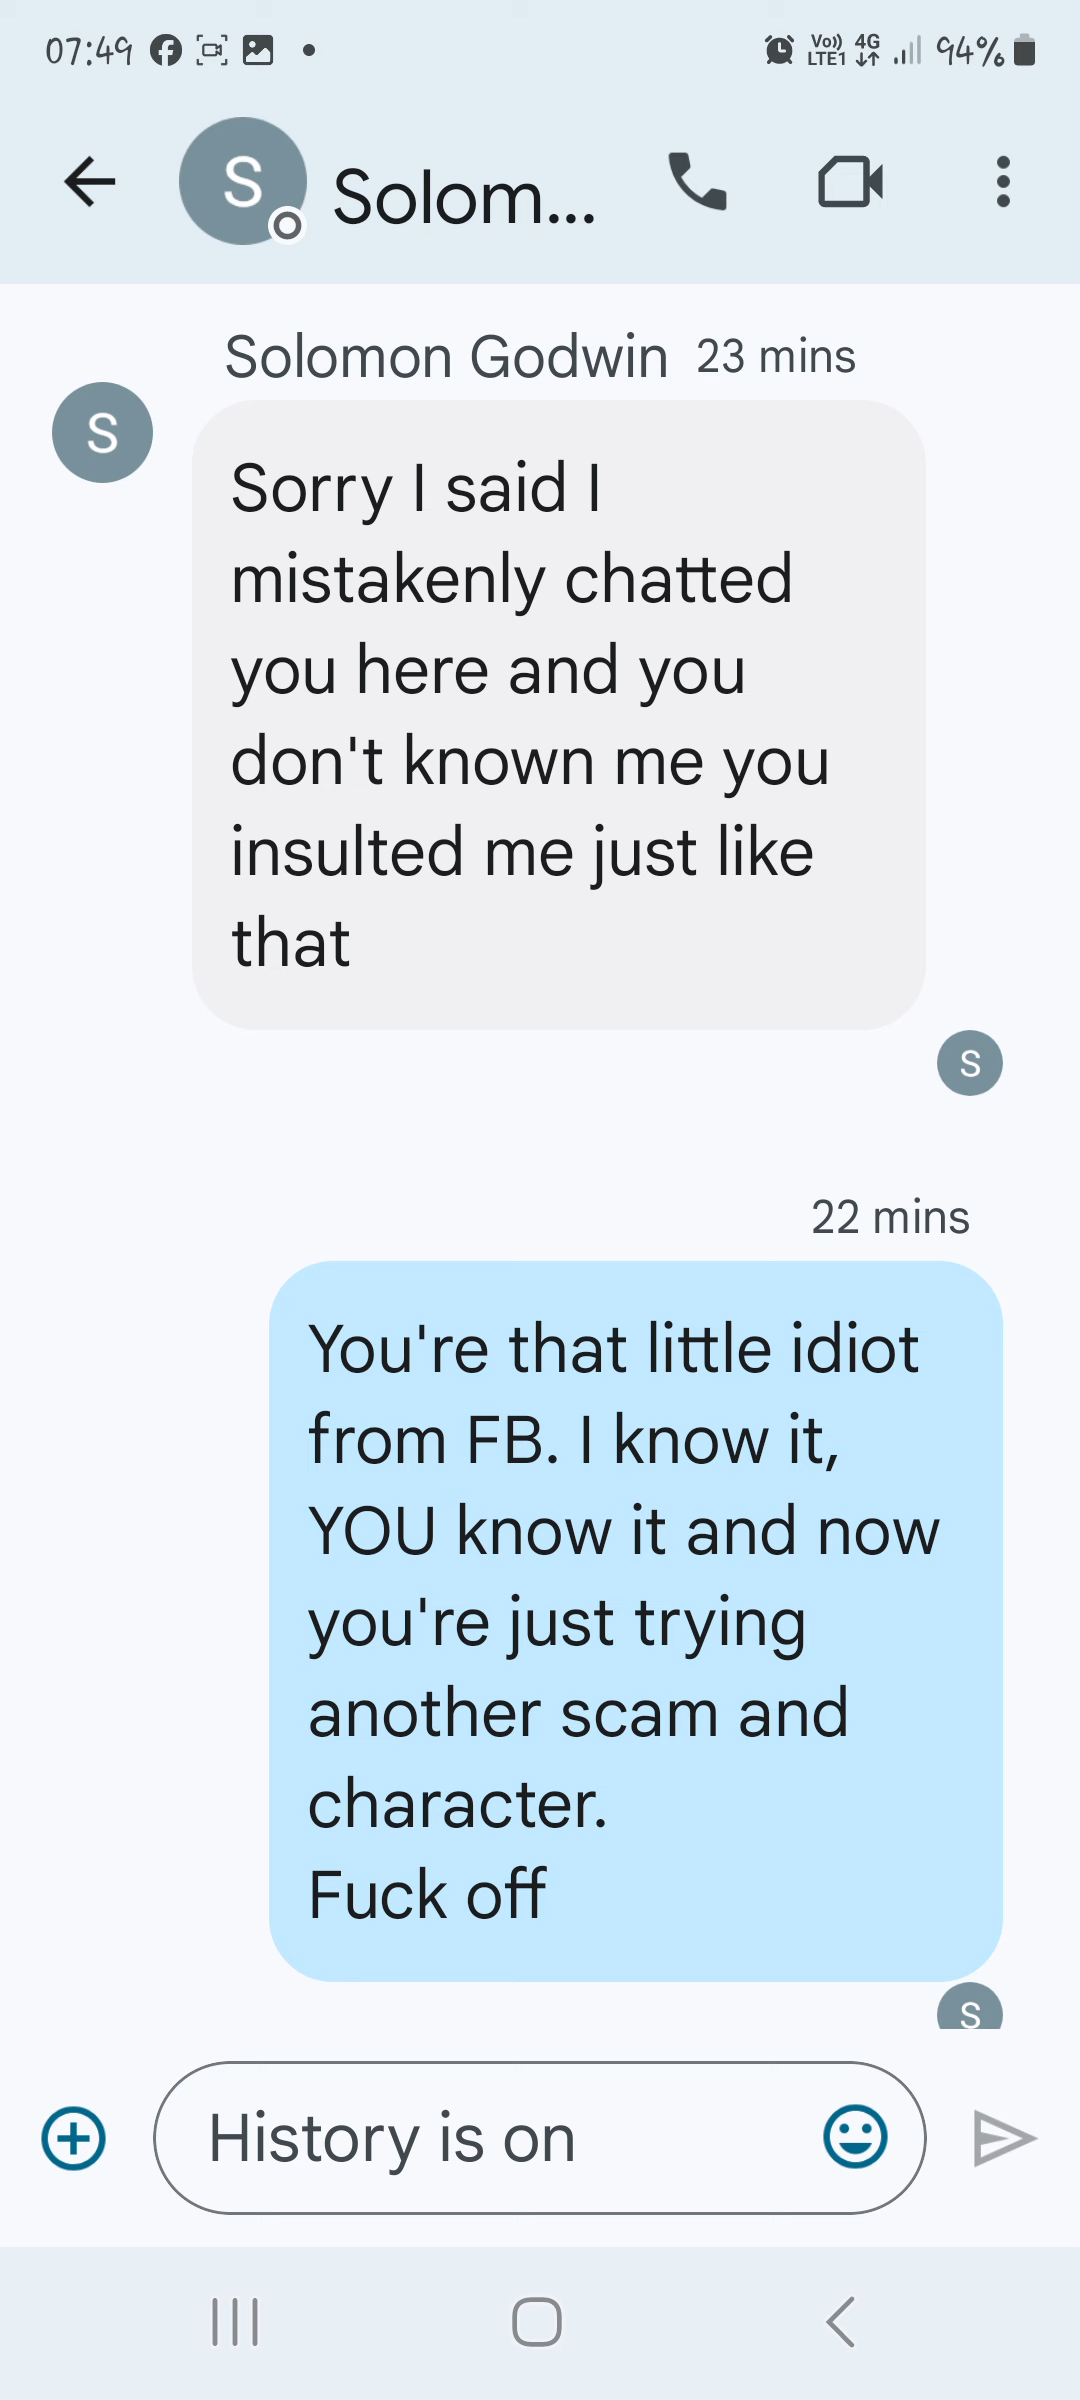 07:49 Vo)) LTE1 4G 94%
S Solom...
Solomon Godwin 23 mins
S
Sorry I said I
mistakenly chatted
you here and you
don't known me you
insulted me just like
that
S
22 mins
You're that little idiot
from FB. I know it,
YOU know it and now
you're just trying
another scam and
character.
Fuck off
S
History is on